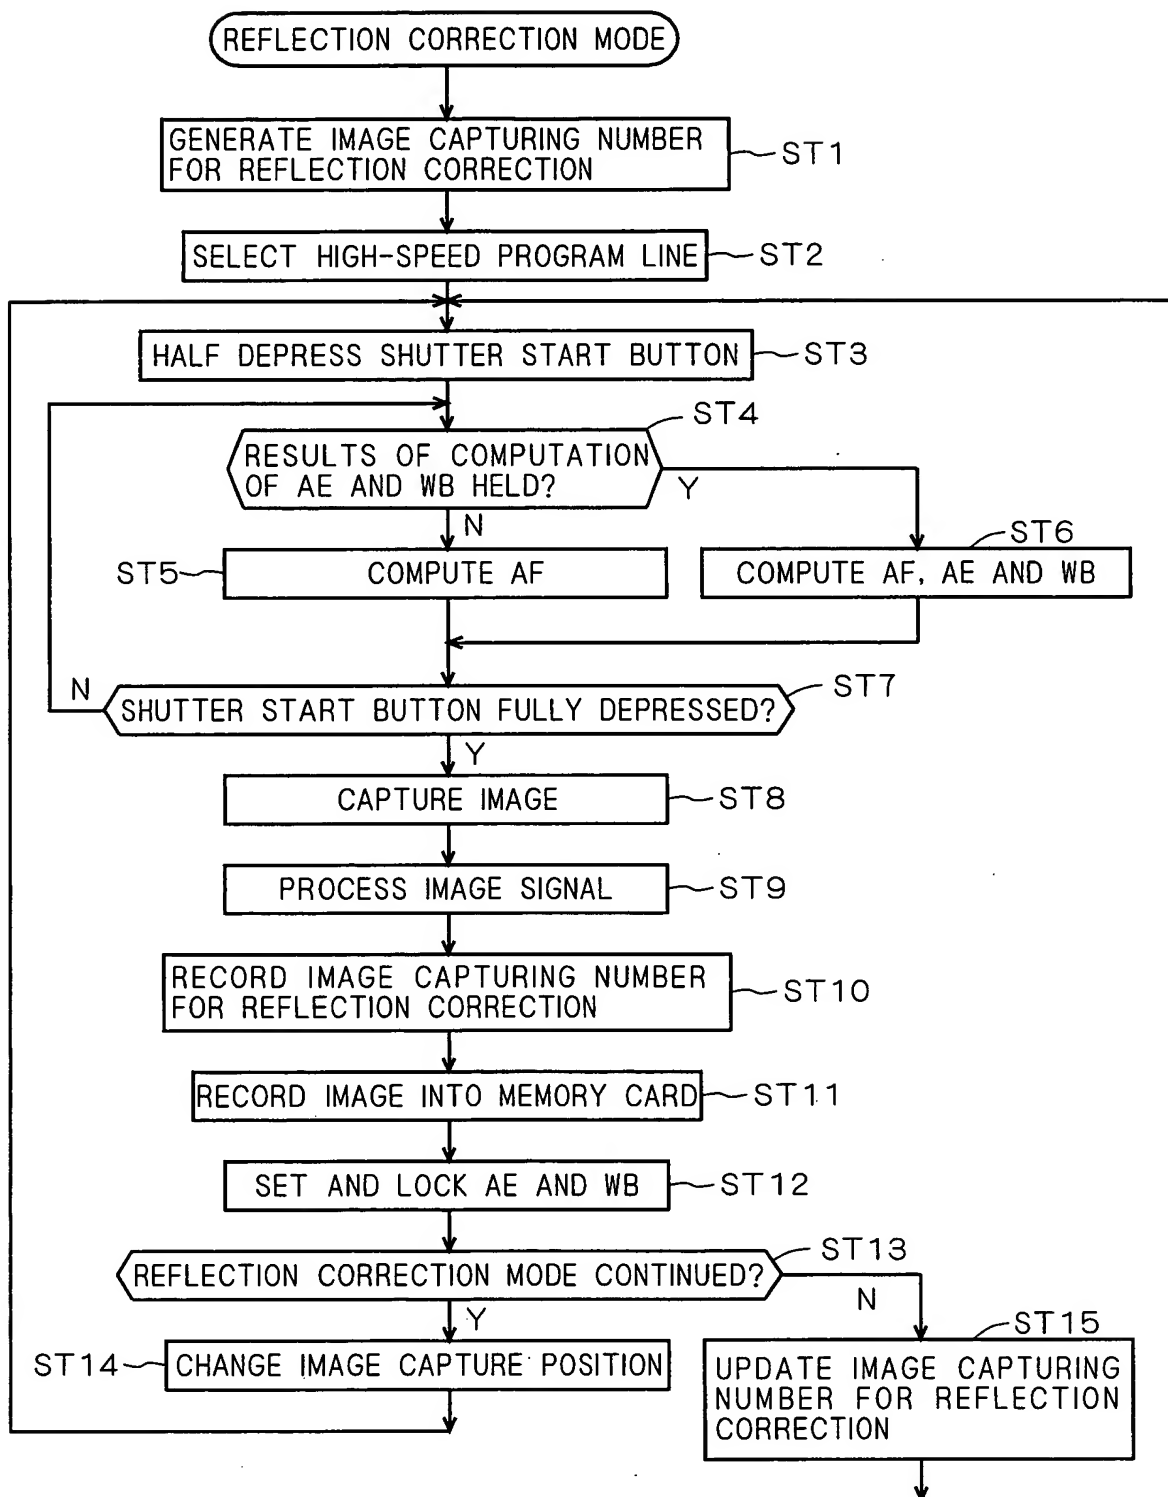 REFLECTION CORRECTION MODE
GENERATE IMAGE CAPTURING NUMBER
FOR REFLECTION CORRECTION
ST1
SELECT HIGH-SPEED PROGRAM LINE
ST2
HALF DEPRESS SHUTTER START BUTTON
ST3
ST4
RESULTS OF COMPUTATION
OF AE AND WB HELD?
Y
N
ST5
COMPUTE AF
ST6
COMPUTE AF, AE AND WB
N
SHUTTER START BUTTON FULLY DEPRESSED?
ST7
Y
CAPTURE IMAGE
ST8
PROCESS IMAGE SIGNAL
ST9
RECORD IMAGE CAPTURING NUMBER
FOR REFLECTION CORRECTION
ST10
RECORD IMAGE INTO MEMORY CARD
ST11
SET AND LOCK AE AND WB
ST12
REFLECTION CORRECTION MODE CONTINUED?
ST13
N
Y
ST14
CHANGE IMAGE CAPTURE POSITION
ST15
UPDATE IMAGE CAPTURING
NUMBER FOR REFLECTION
CORRECTION